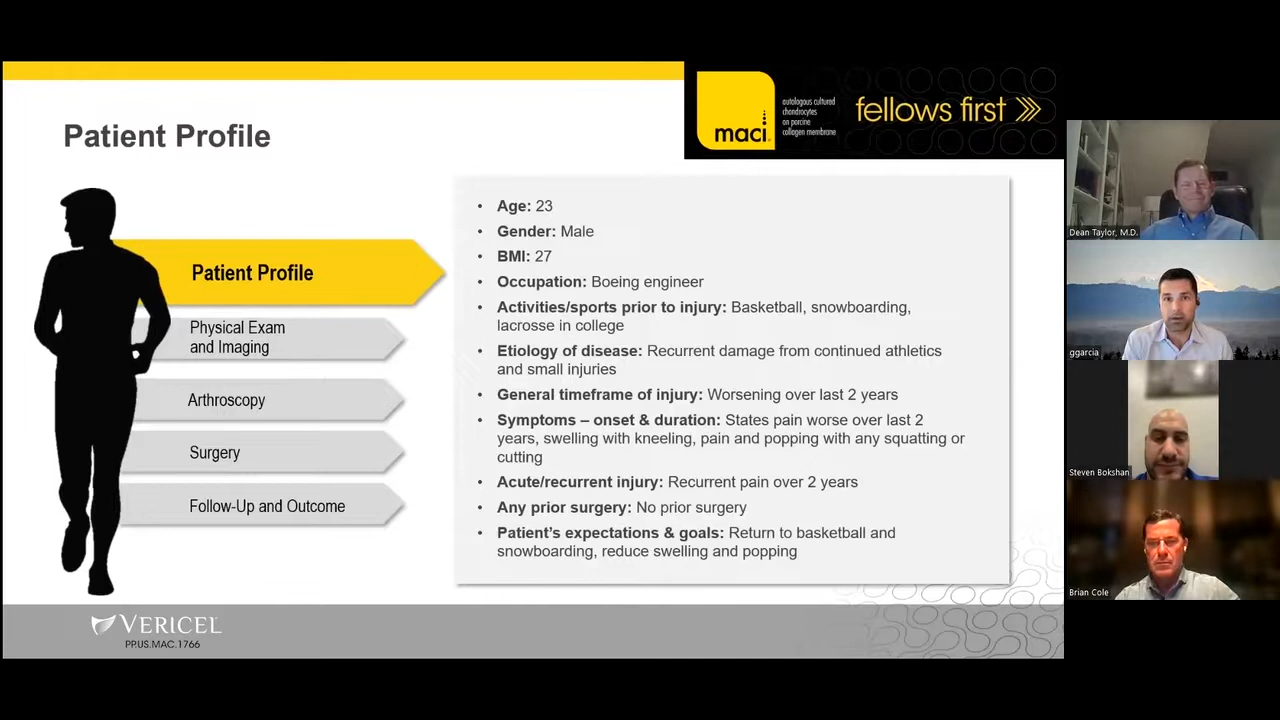 maci
autologous cultured
chondrocytes
on porcine
collagen membrane
fellows first
Patient Profile
Patient Profile
Physical Exam
and Imaging
Arthroscopy
Surgery
Follow-Up and Outcome
• Age: 23
• Gender: Male
• BMI: 27
• Occupation: Boeing engineer
• Activities/sports prior to injury: Basketball, snowboarding,
lacrosse in college
• Etiology of disease: Recurrent damage from continued athletics
and small injuries
• General timeframe of injury: Worsening over last 2 years
• Symptoms – onset & duration: States pain worse over last 2
years, swelling with kneeling, pain and popping with any squatting or
cutting
• Acute/recurrent injury: Recurrent pain over 2 years
• Any prior surgery: No prior surgery
• Patient's expectations & goals: Return to basketball and
snowboarding, reduce swelling and popping
VERICEL
PP.US.MAC.1766
Dean Taylor, M.D.
ggarcia
Steven Bokshan
Brian Cole